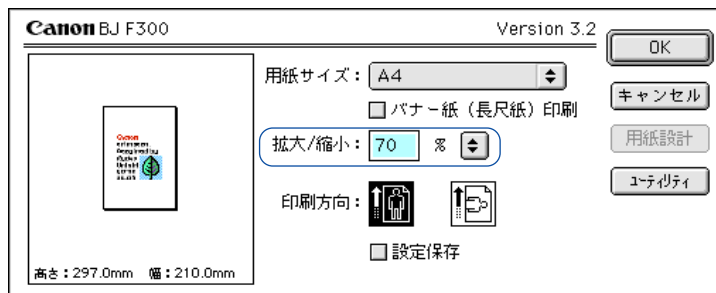 Canon BJ F300
Version 3.2
OK
用紙サイズ： A4
キャンセル
バナー紙（長尺紙）印刷
拡大/縮小： 70 %
用紙設計
印刷方向：
ユーティリティ
設定保存
Canon
高さ：297.0mm 幅：210.0mm